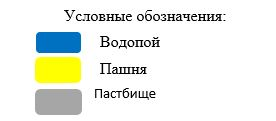 Условные обозначения:
Водопой
Пашня
Пастбище